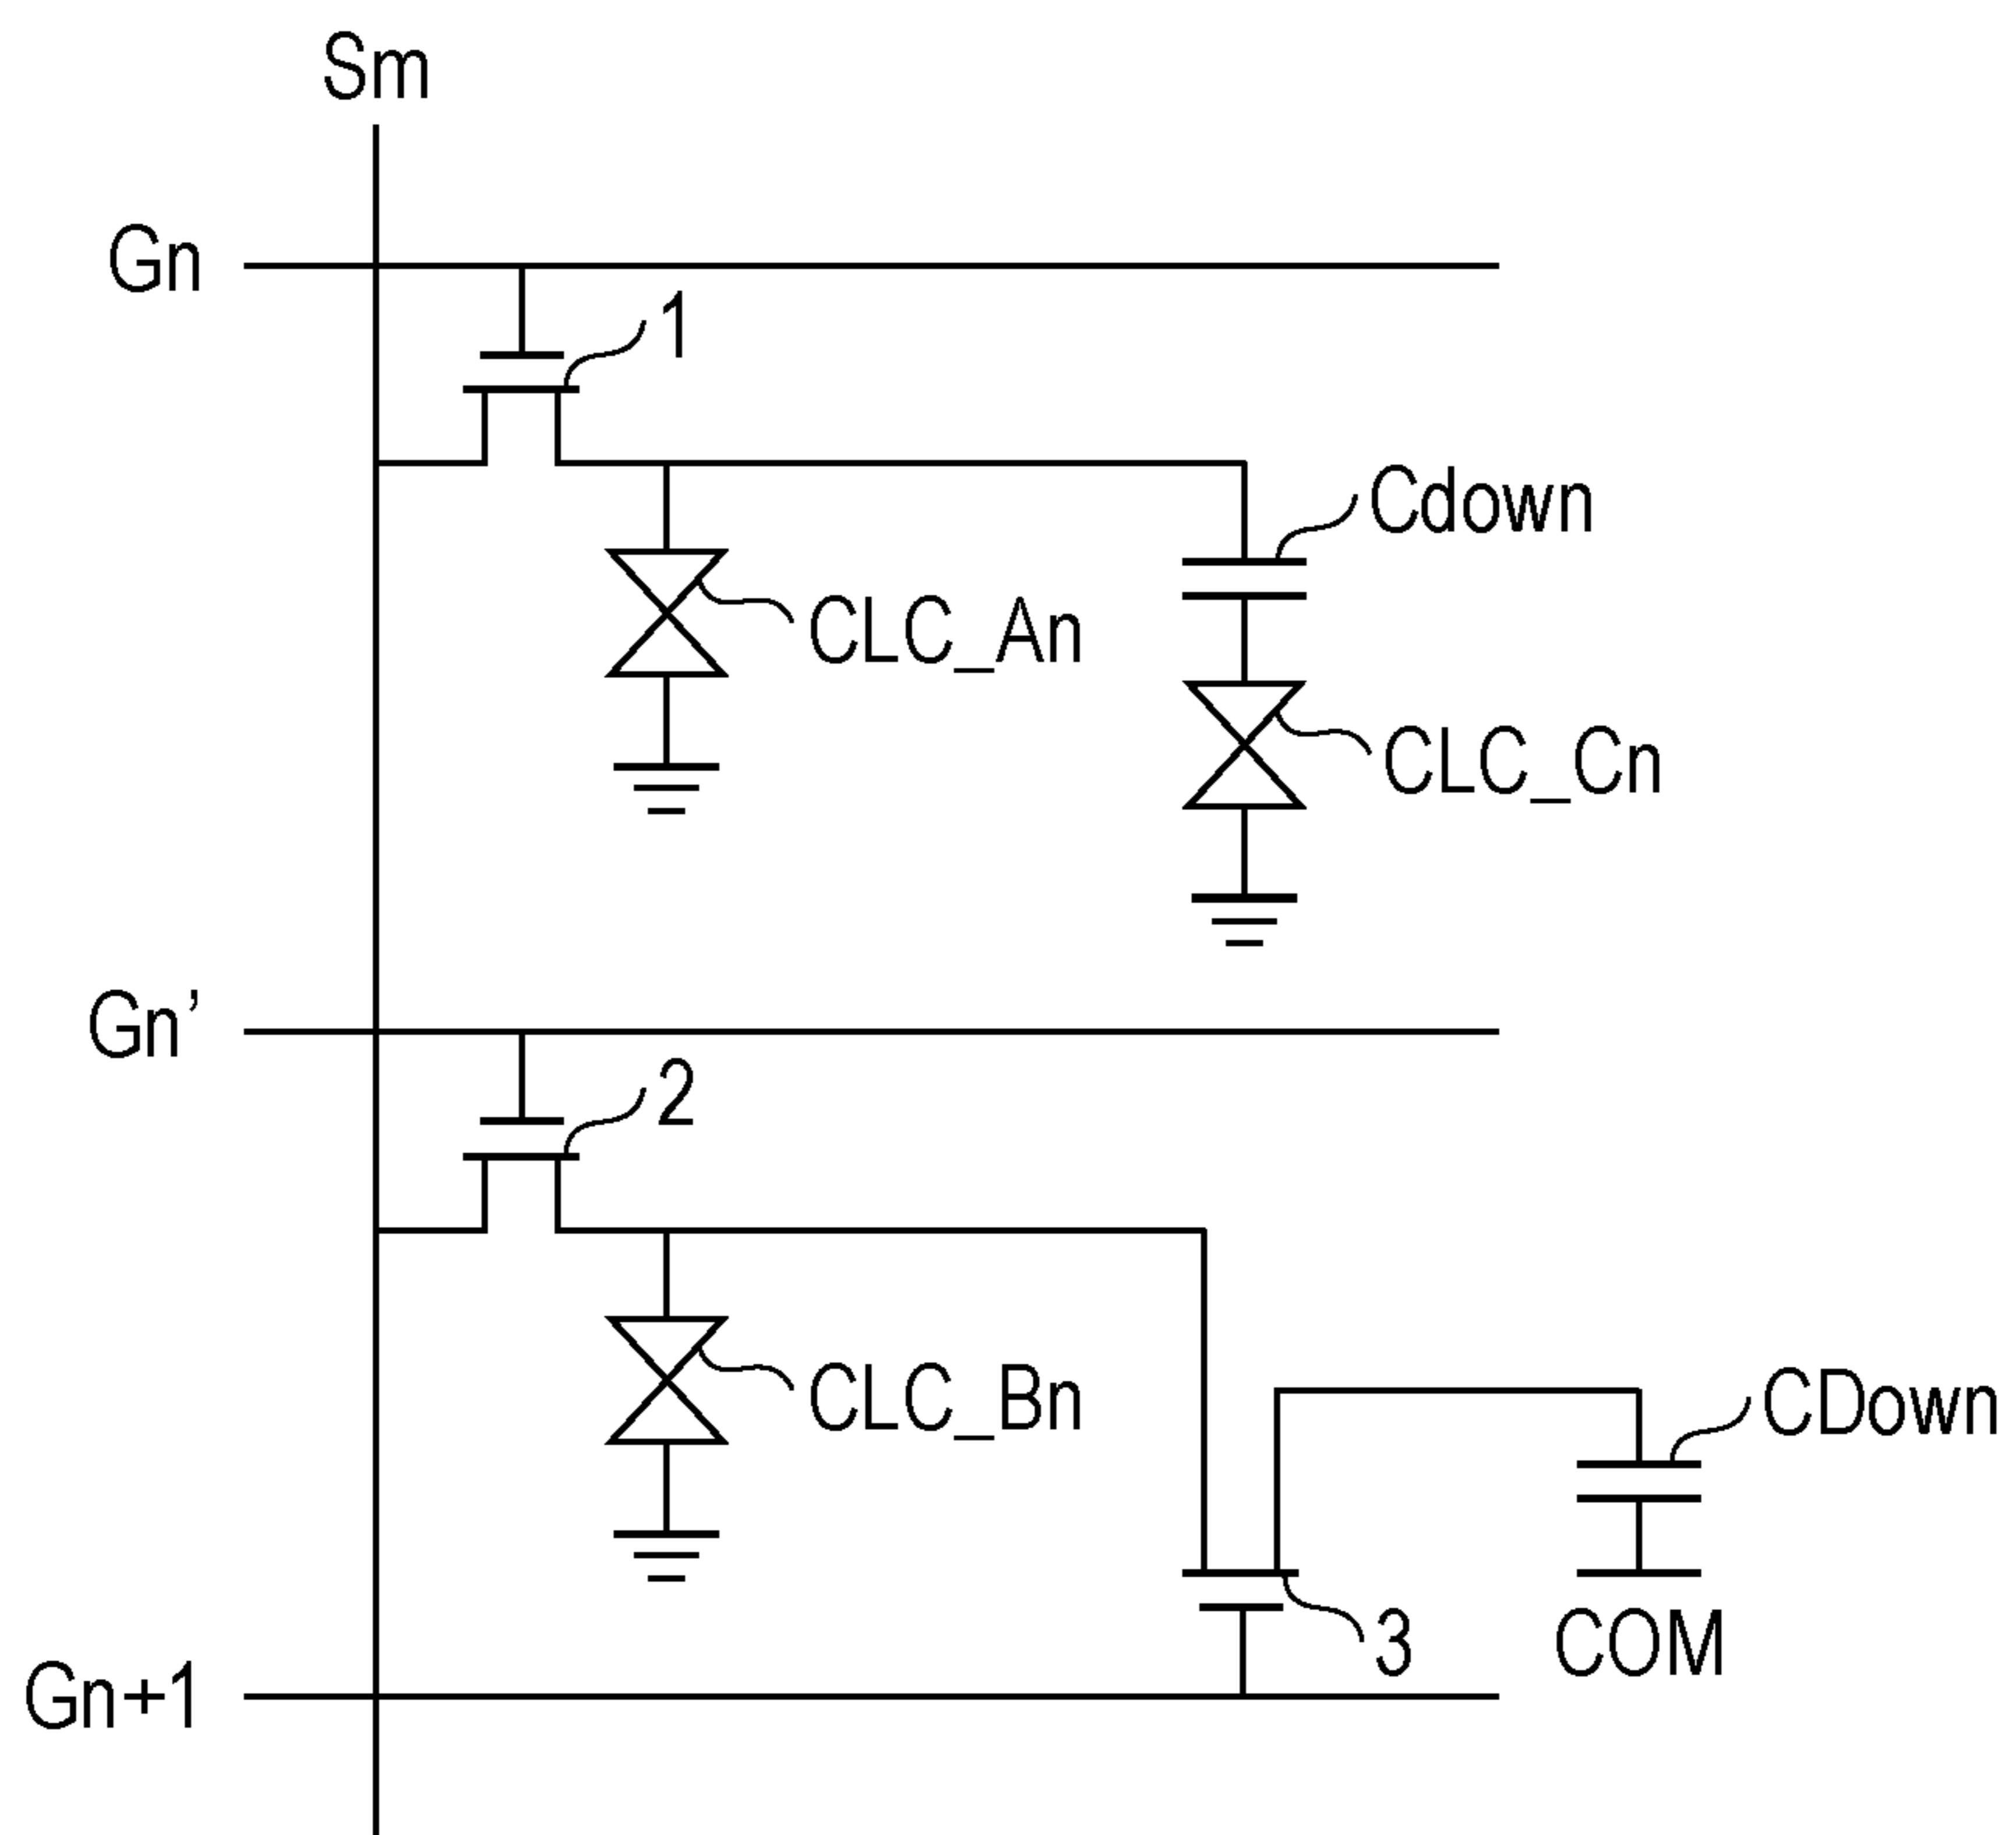 Sm
Gn
1
Cdown
CLC_An
CLC_Cn
Gn’
2
CLC_Bn
CDown
3
COM
Gn+1